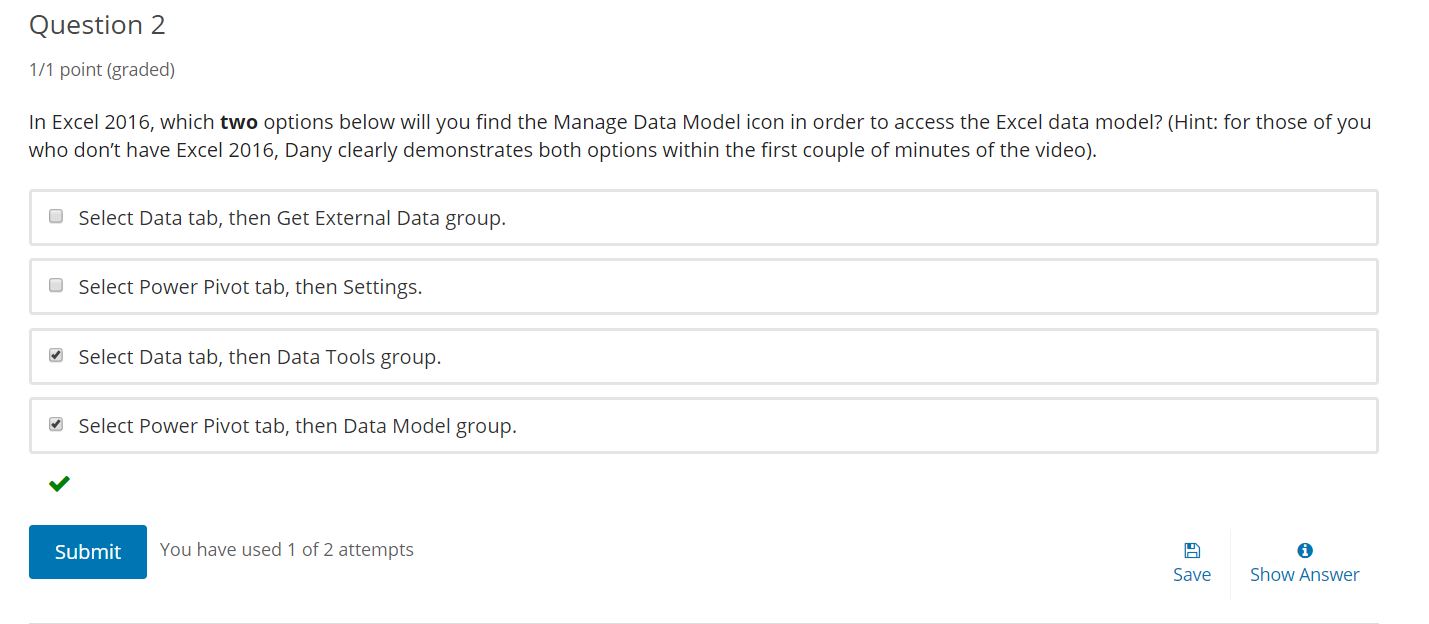 Question 2
1/1 point (graded)
In Excel 2016, which two options below will you find the Manage Data Model icon in order to access the Excel data model? (Hint: for those of you
who don’t have Excel 2016, Dany clearly demonstrates both options within the first couple of minutes of the video).
Select Data tab, then Get External Data group.
Select Power Pivot tab, then Settings.
Select Data tab, then Data Tools group.
Select Power Pivot tab, then Data Model group.
Submit
You have used 1 of 2 attempts
Save
Show Answer